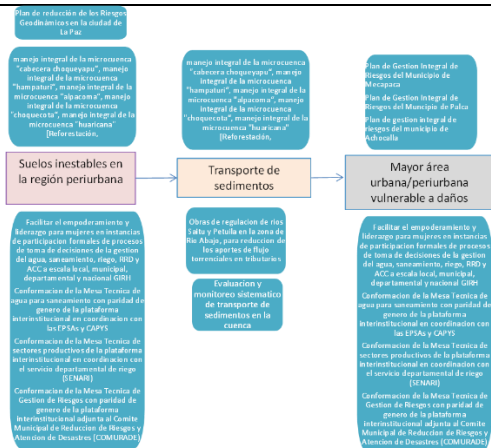 Plan de reducción de los Riesgos
Geodinámicos en la ciudad de
La Paz
manejo integral de la microcuenca
"cabecera choqueyapu", manejo
integral de la microcuenca
"hampaturi", manejo integral de la
microcuenca "alpacoma", manejo
integral de la microcuenca
"choquecota", manejo integral de la
microcuenca "huaricana"
[Reforestación,
Suelos inestables en
la región periurbana
Facilitar el empoderamiento y
liderazgo para mujeres en instancias
de participacion formales de procesos
de toma de decisiones de la gestion
del agua, saneamiento, riego, RRD y
ACC a escala local, municipal,
departamental y nacional GIRH
Conformacion de la Mesa Tecnica de
agua para saneamiento con paridad de
genero de la plataforma
interinstitucional en coordinacion con
las EPSAs y CAPYS
Conformacion de la Mesa Tecnica de
sectores productivos de la plataforma
interinstitucional en coordinacion con
el servicio departamental de riego
(SENARI)
Conformacion de la Mesa Tecnica de
Gestion de Riesgos con paridad de
genero de la plataforma
interinstitucional adjunta al Comite
Municipal de Reduccion de Riesgos y
Atencion de Desastres (COMURADE)
manejo integral de la microcuenca
"cabecera choqueyapu", manejo
integral de la microcuenca
"hampaturi", manejo integral de la
microcuenca "alpacoma", manejo
integral de la microcuenca
"choquecota", manejo integral de la
microcuenca "huaricana"
[Reforestación,
Transporte de
sedimentos
Obras de regulacion de rios
Salta y Petuila en la zona de
Rio Abajo, para reduccion de
los aportes de flujo
torrenciales en tributarios
Evaluacion y
monitoreo sistematico
de transporte de
sedimentos en la
cuenca
Plan de Gestion Integral de
Riesgos del Municipio de
Mecapaca
Plan de Gestion Integral de
Riesgos del Municipio de Palca
Plan de gestion integral de
riesgos del municipio de
Achocalla
Mayor área
urbana/periurbana
vulnerable a daños
Facilitar el empoderamiento y
liderazgo para mujeres en instancias
de participacion formales de procesos
de toma de decisiones de la gestion
del agua, saneamiento, riego, RRD y
ACC a escala local, municipal,
departamental y nacional GIRH
Conformacion de la Mesa Tecnica de
agua para saneamiento con paridad de
genero de la plataforma
interinstitucional en coordinacion con
las EPSAs y CAPYS
Conformacion de la Mesa Tecnica de
sectores productivos de la plataforma
interinstitucional en coordinacion con
el servicio departamental de riego
(SENARI)
Conformacion de la Mesa Tecnica de
Gestion de Riesgos con paridad de
genero de la plataforma
interinstitucional adjunta al Comite
Municipal de Reduccion de Riesgos y
Atencion de Desastres (COMURADE)